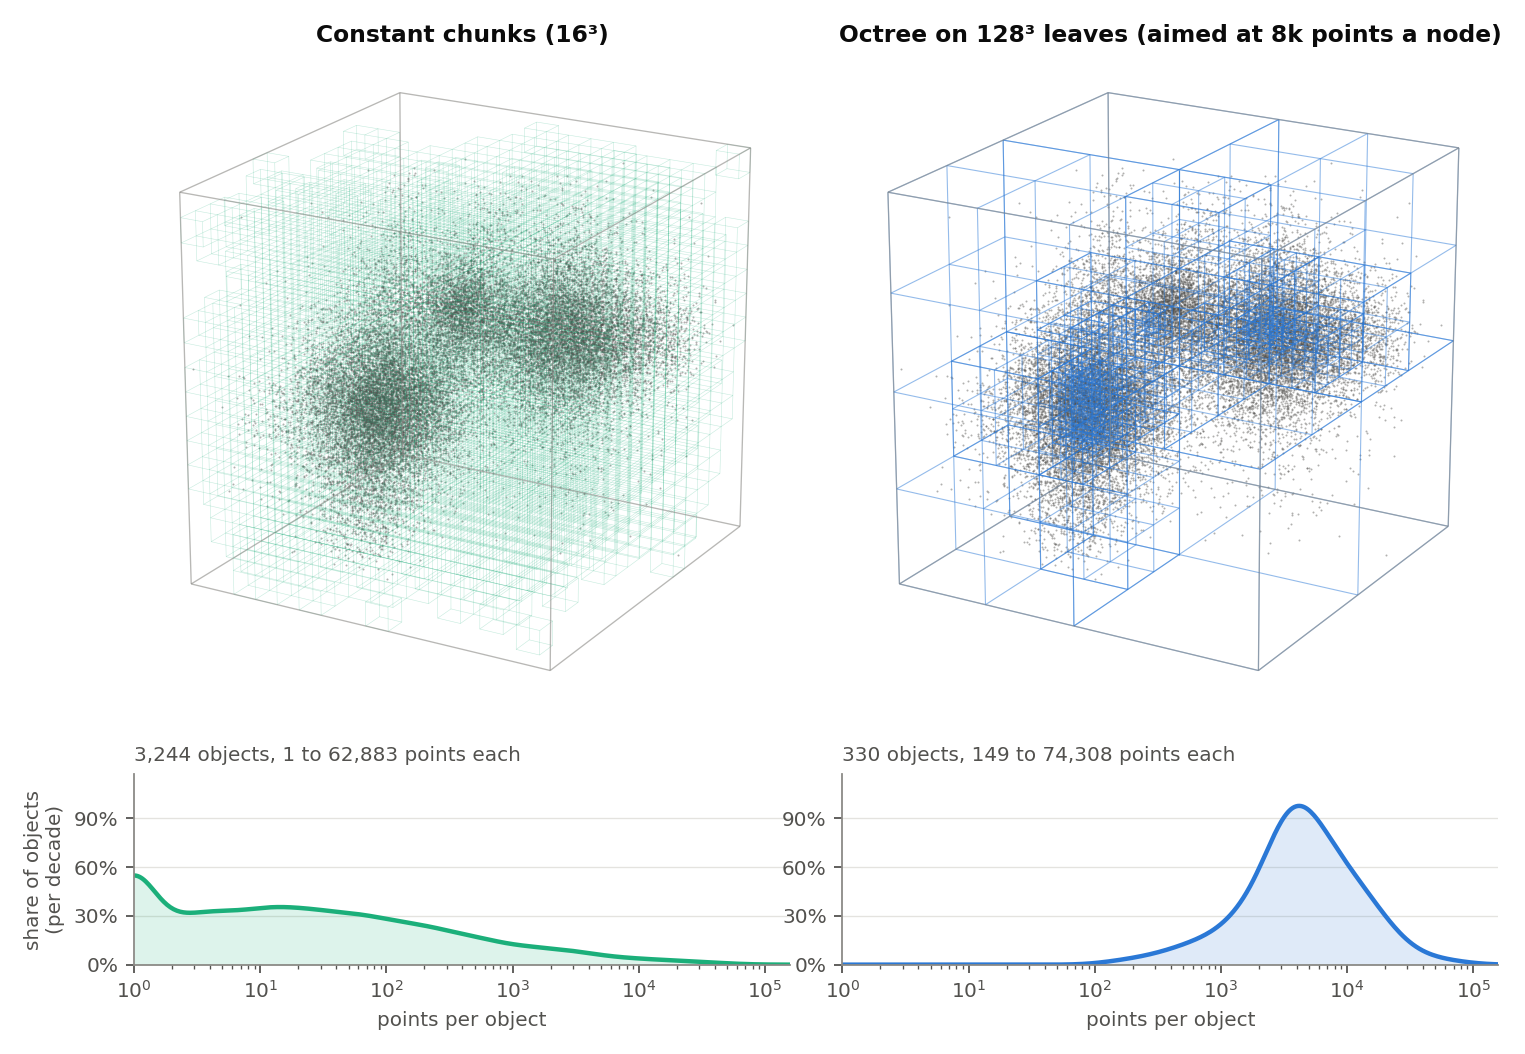 Constant chunks (16³)
Octree on 128³ leaves (aimed at 8k points a node)
3,244 objects, 1 to 62,883 points each
share of objects
(per decade)
90%
60%
30%
0%
10⁰ 10¹ 10² 10³ 10⁴ 10⁵
points per object
330 objects, 149 to 74,308 points each
90%
60%
30%
0%
10⁰ 10¹ 10² 10³ 10⁴ 10⁵
points per object